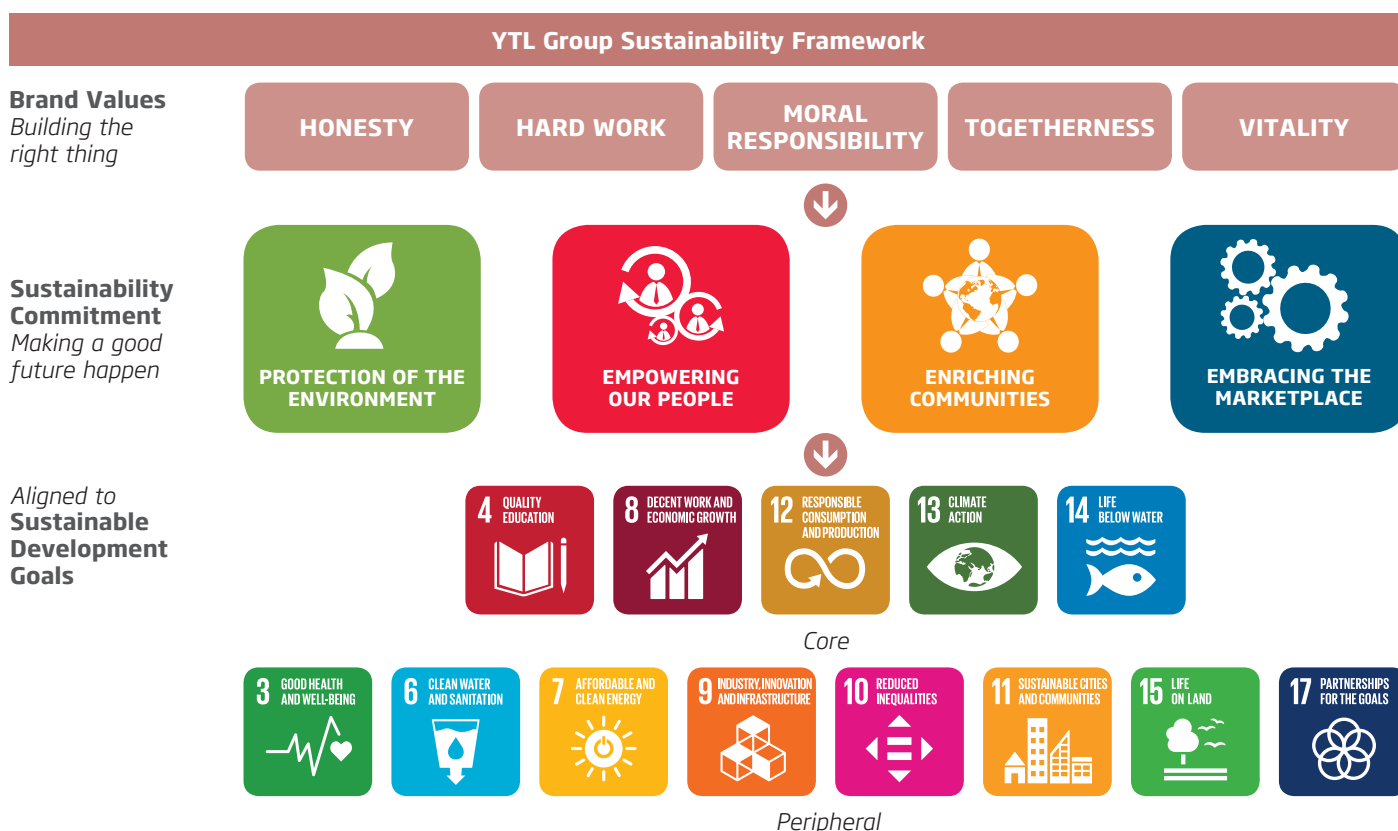 YTL Group Sustainability Framework
Brand Values
Building the
right thing
HONESTY
HARD WORK
MORAL
RESPONSIBILITY
TOGETHERNESS
VITALITY
Sustainability
Commitment
Making a good
future happen
PROTECTION OF THE
ENVIRONMENT
EMPOWERING
OUR PEOPLE
ENRICHING
COMMUNITIES
EMBRACING THE
MARKETPLACE
Aligned to
Sustainable
Development
Goals
4 QUALITY
EDUCATION
8 DECENT WORK AND
ECONOMIC GROWTH
12 RESPONSIBLE
CONSUMPTION
AND PRODUCTION
13 CLIMATE
ACTION
14 LIFE
BELOW WATER
Core
3 GOOD HEALTH
AND WELL-BEING
6 CLEAN WATER
AND SANITATION
7 AFFORDABLE AND
CLEAN ENERGY
9 INDUSTRY, INNOVATION
AND INFRASTRUCTURE
10 REDUCED
INEQUALITIES
11 SUSTAINABLE CITIES
AND COMMUNITIES
15 LIFE
ON LAND
17 PARTNERSHIPS
FOR THE GOALS
Peripheral